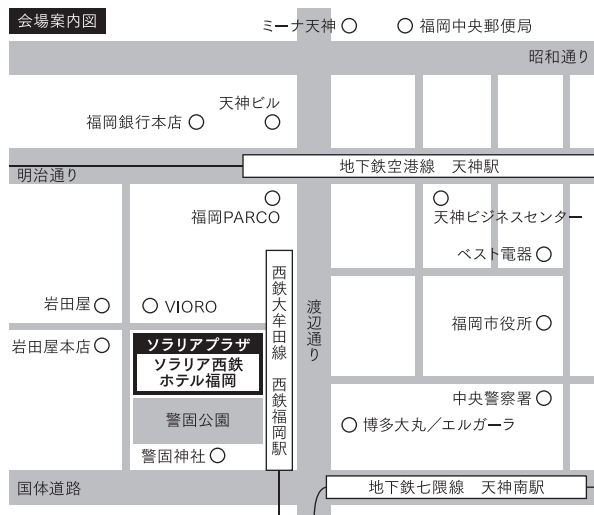 会場案内図
ミーナ天神
福岡中央郵便局
昭和通り
天神ビル
福岡銀行本店
地下鉄空港線 天神駅
明治通り
福岡PARCO
天神ビジネスセンター
ベスト電器
西鉄大牟田線 西鉄福岡駅
渡辺通り
岩田屋
VIORO
福岡市役所
岩田屋本店
ソラリアプラザ
ソラリア西鉄
ホテル福岡
中央警察署
警固公園
博多大丸／エルガーラ
警固神社
国体道路
地下鉄七隈線 天神南駅